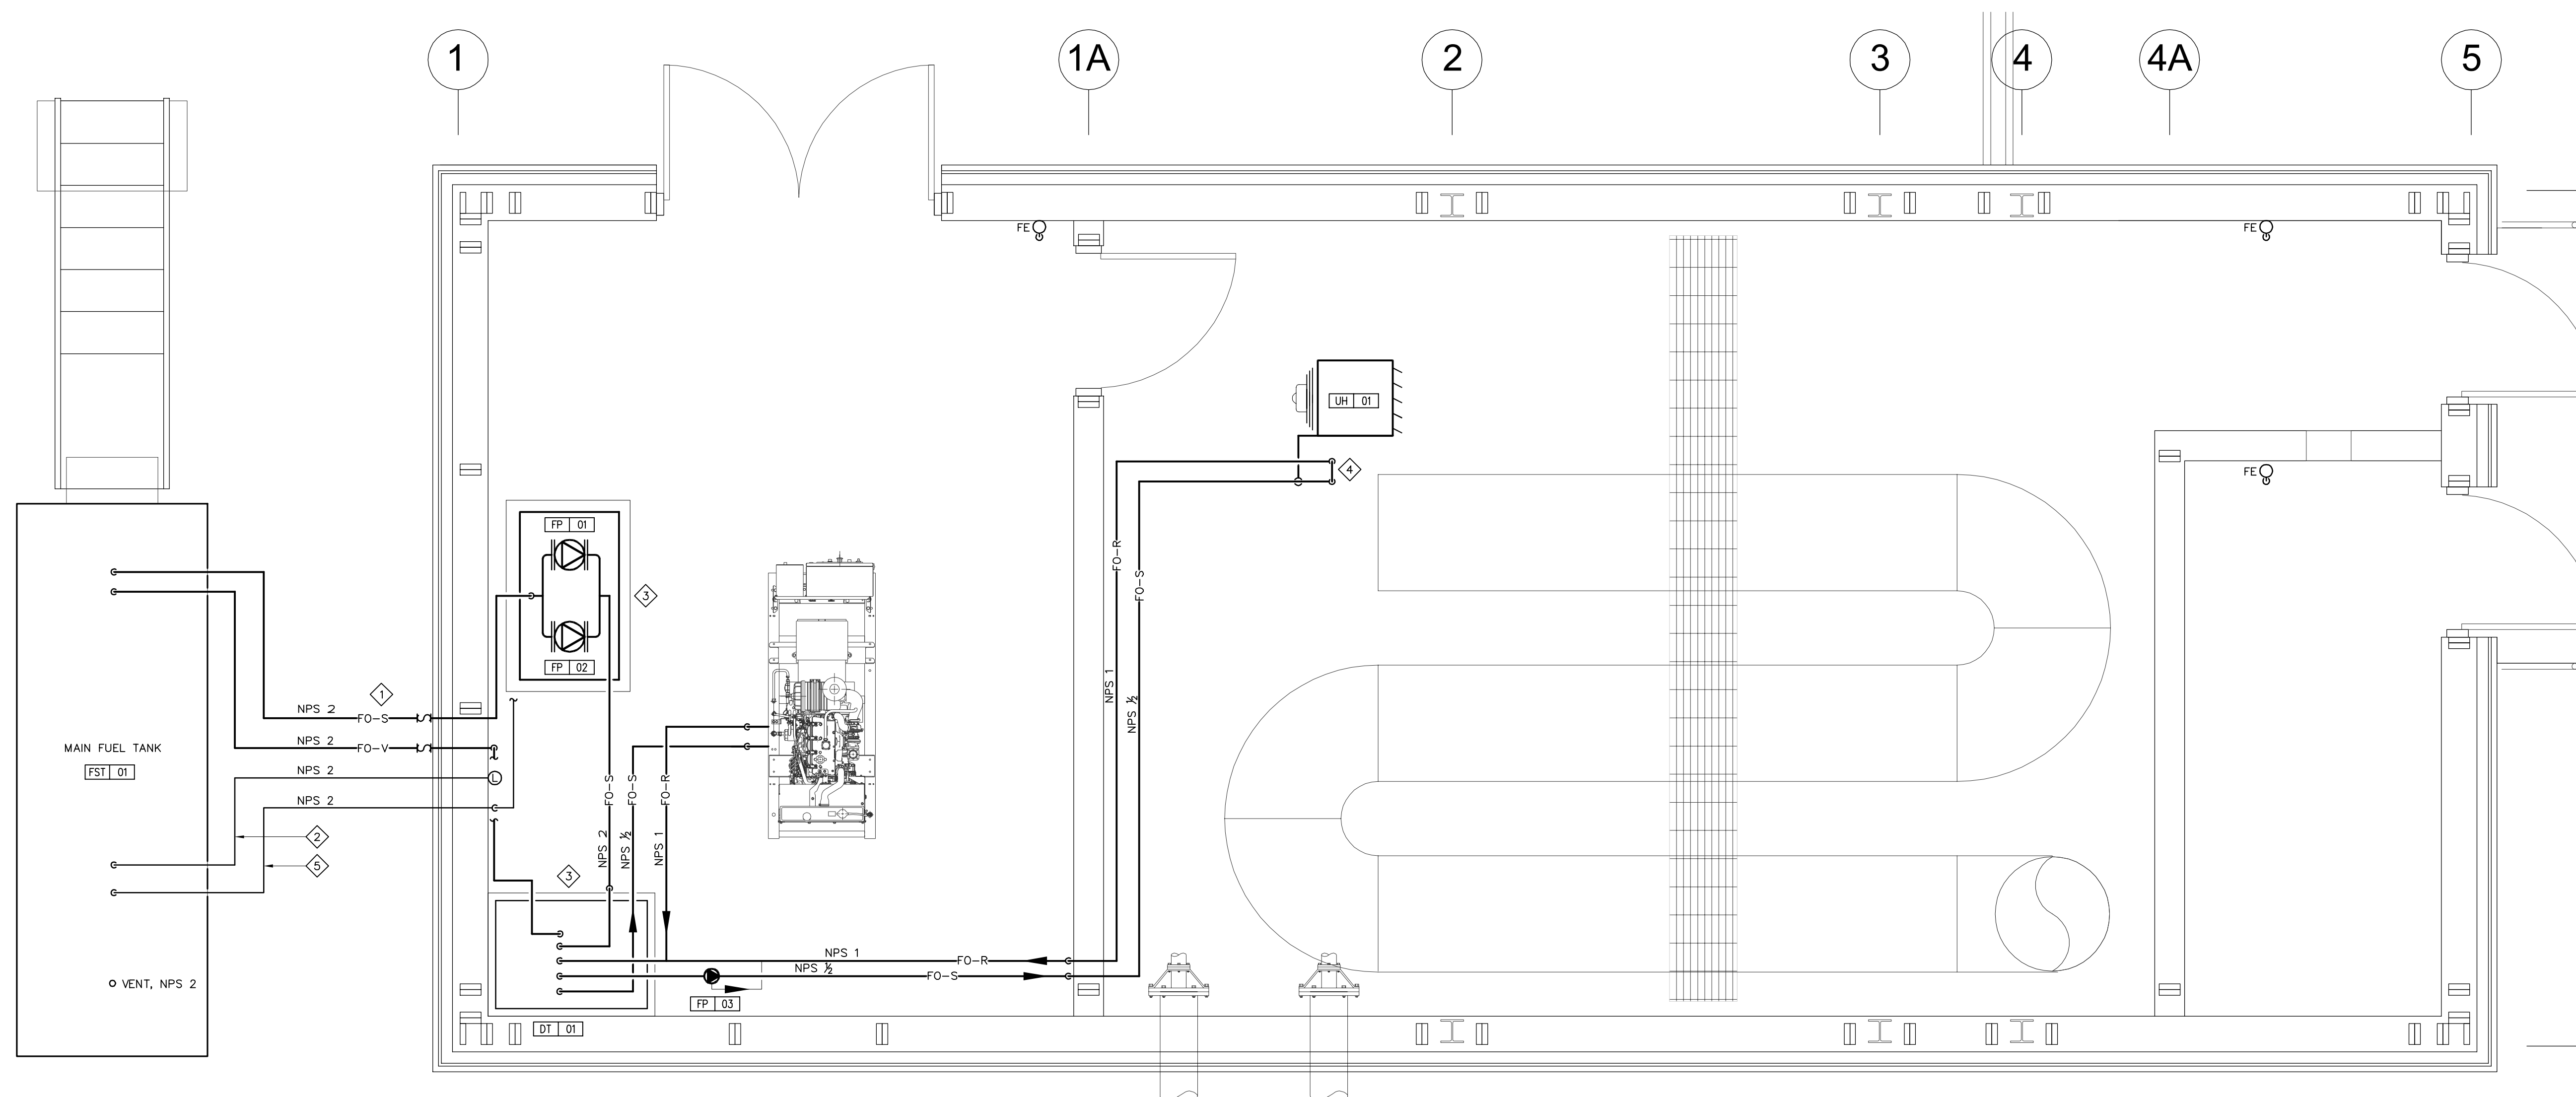 1
1A
2
3
4
4A
5
FE
FE
UH 01
4
FE
FP 01
3
FP 02
FO-R
FO-S
NPS 1
NPS ½
1
NPS 2
FO-S
MAIN FUEL TANK
NPS 2
FO-V
FST 01
NPS 2
L
NPS 2
2
5
FO-S
FO-S
FO-R
NPS 2
NPS ½
NPS 1
3
NPS 1
FO-R
NPS ½
FO-S
VENT, NPS 2
FP 03
DT 01